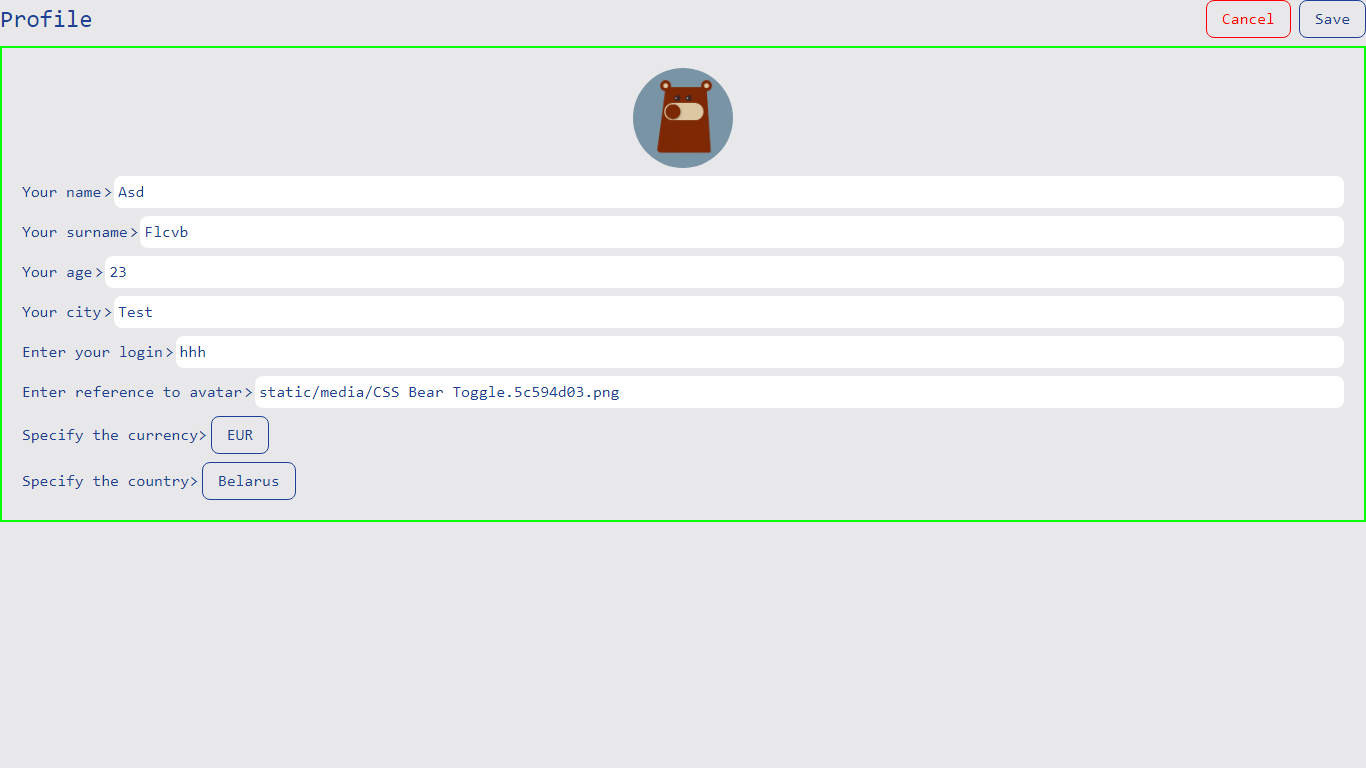 Profile
Cancel Save
Your name> Asd
Your surname> Flcvb
Your age> 23
Your city> Test
Enter your login> hhh
Enter reference to avatar> static/media/CSS Bear Toggle.5c594d03.png
Specify the currency> EUR
Specify the country> Belarus